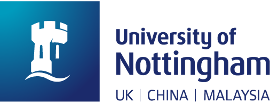 University of
Nottingham
UK | CHINA | MALAYSIA